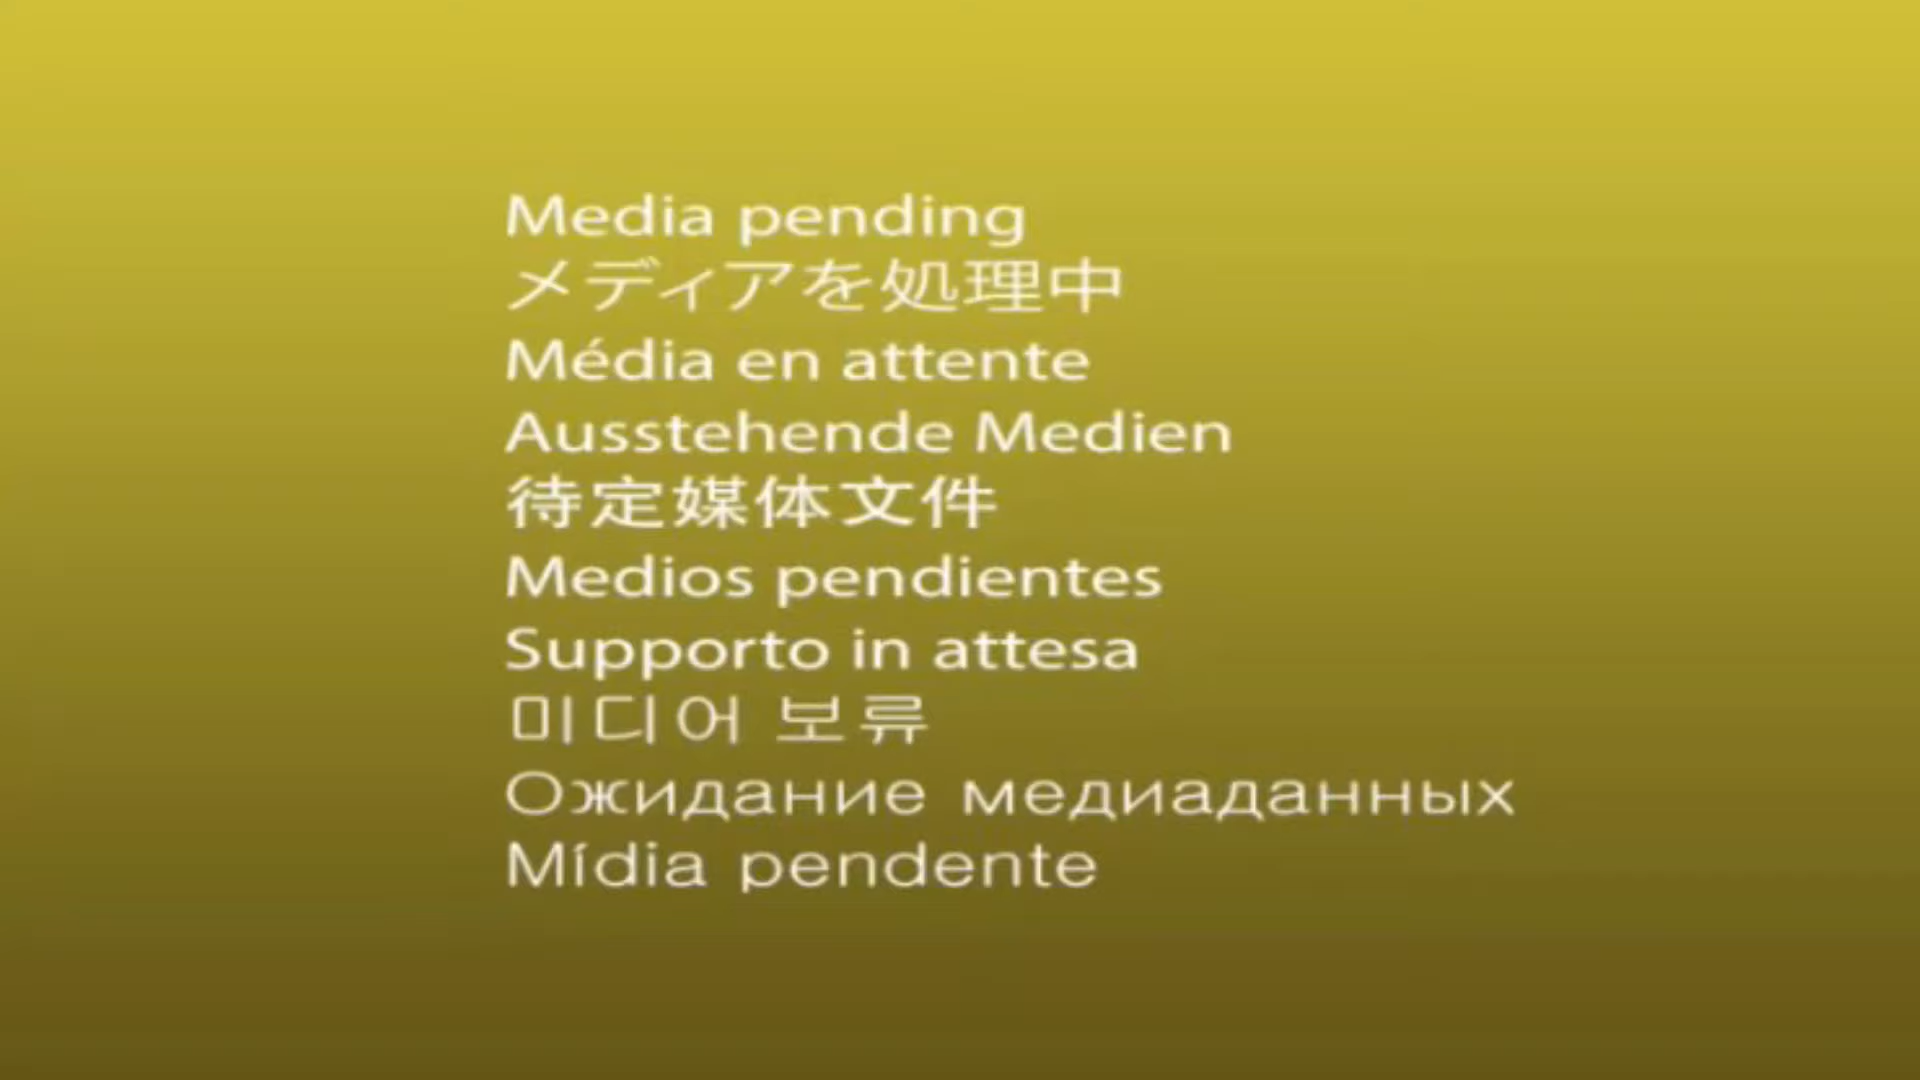 Media pending
メディアを処理中
Média en attente
Ausstehende Medien
待定媒体文件
Medios pendientes
Supporto in attesa
미디어 보류
Ожидание медиаданных
Mídia pendente